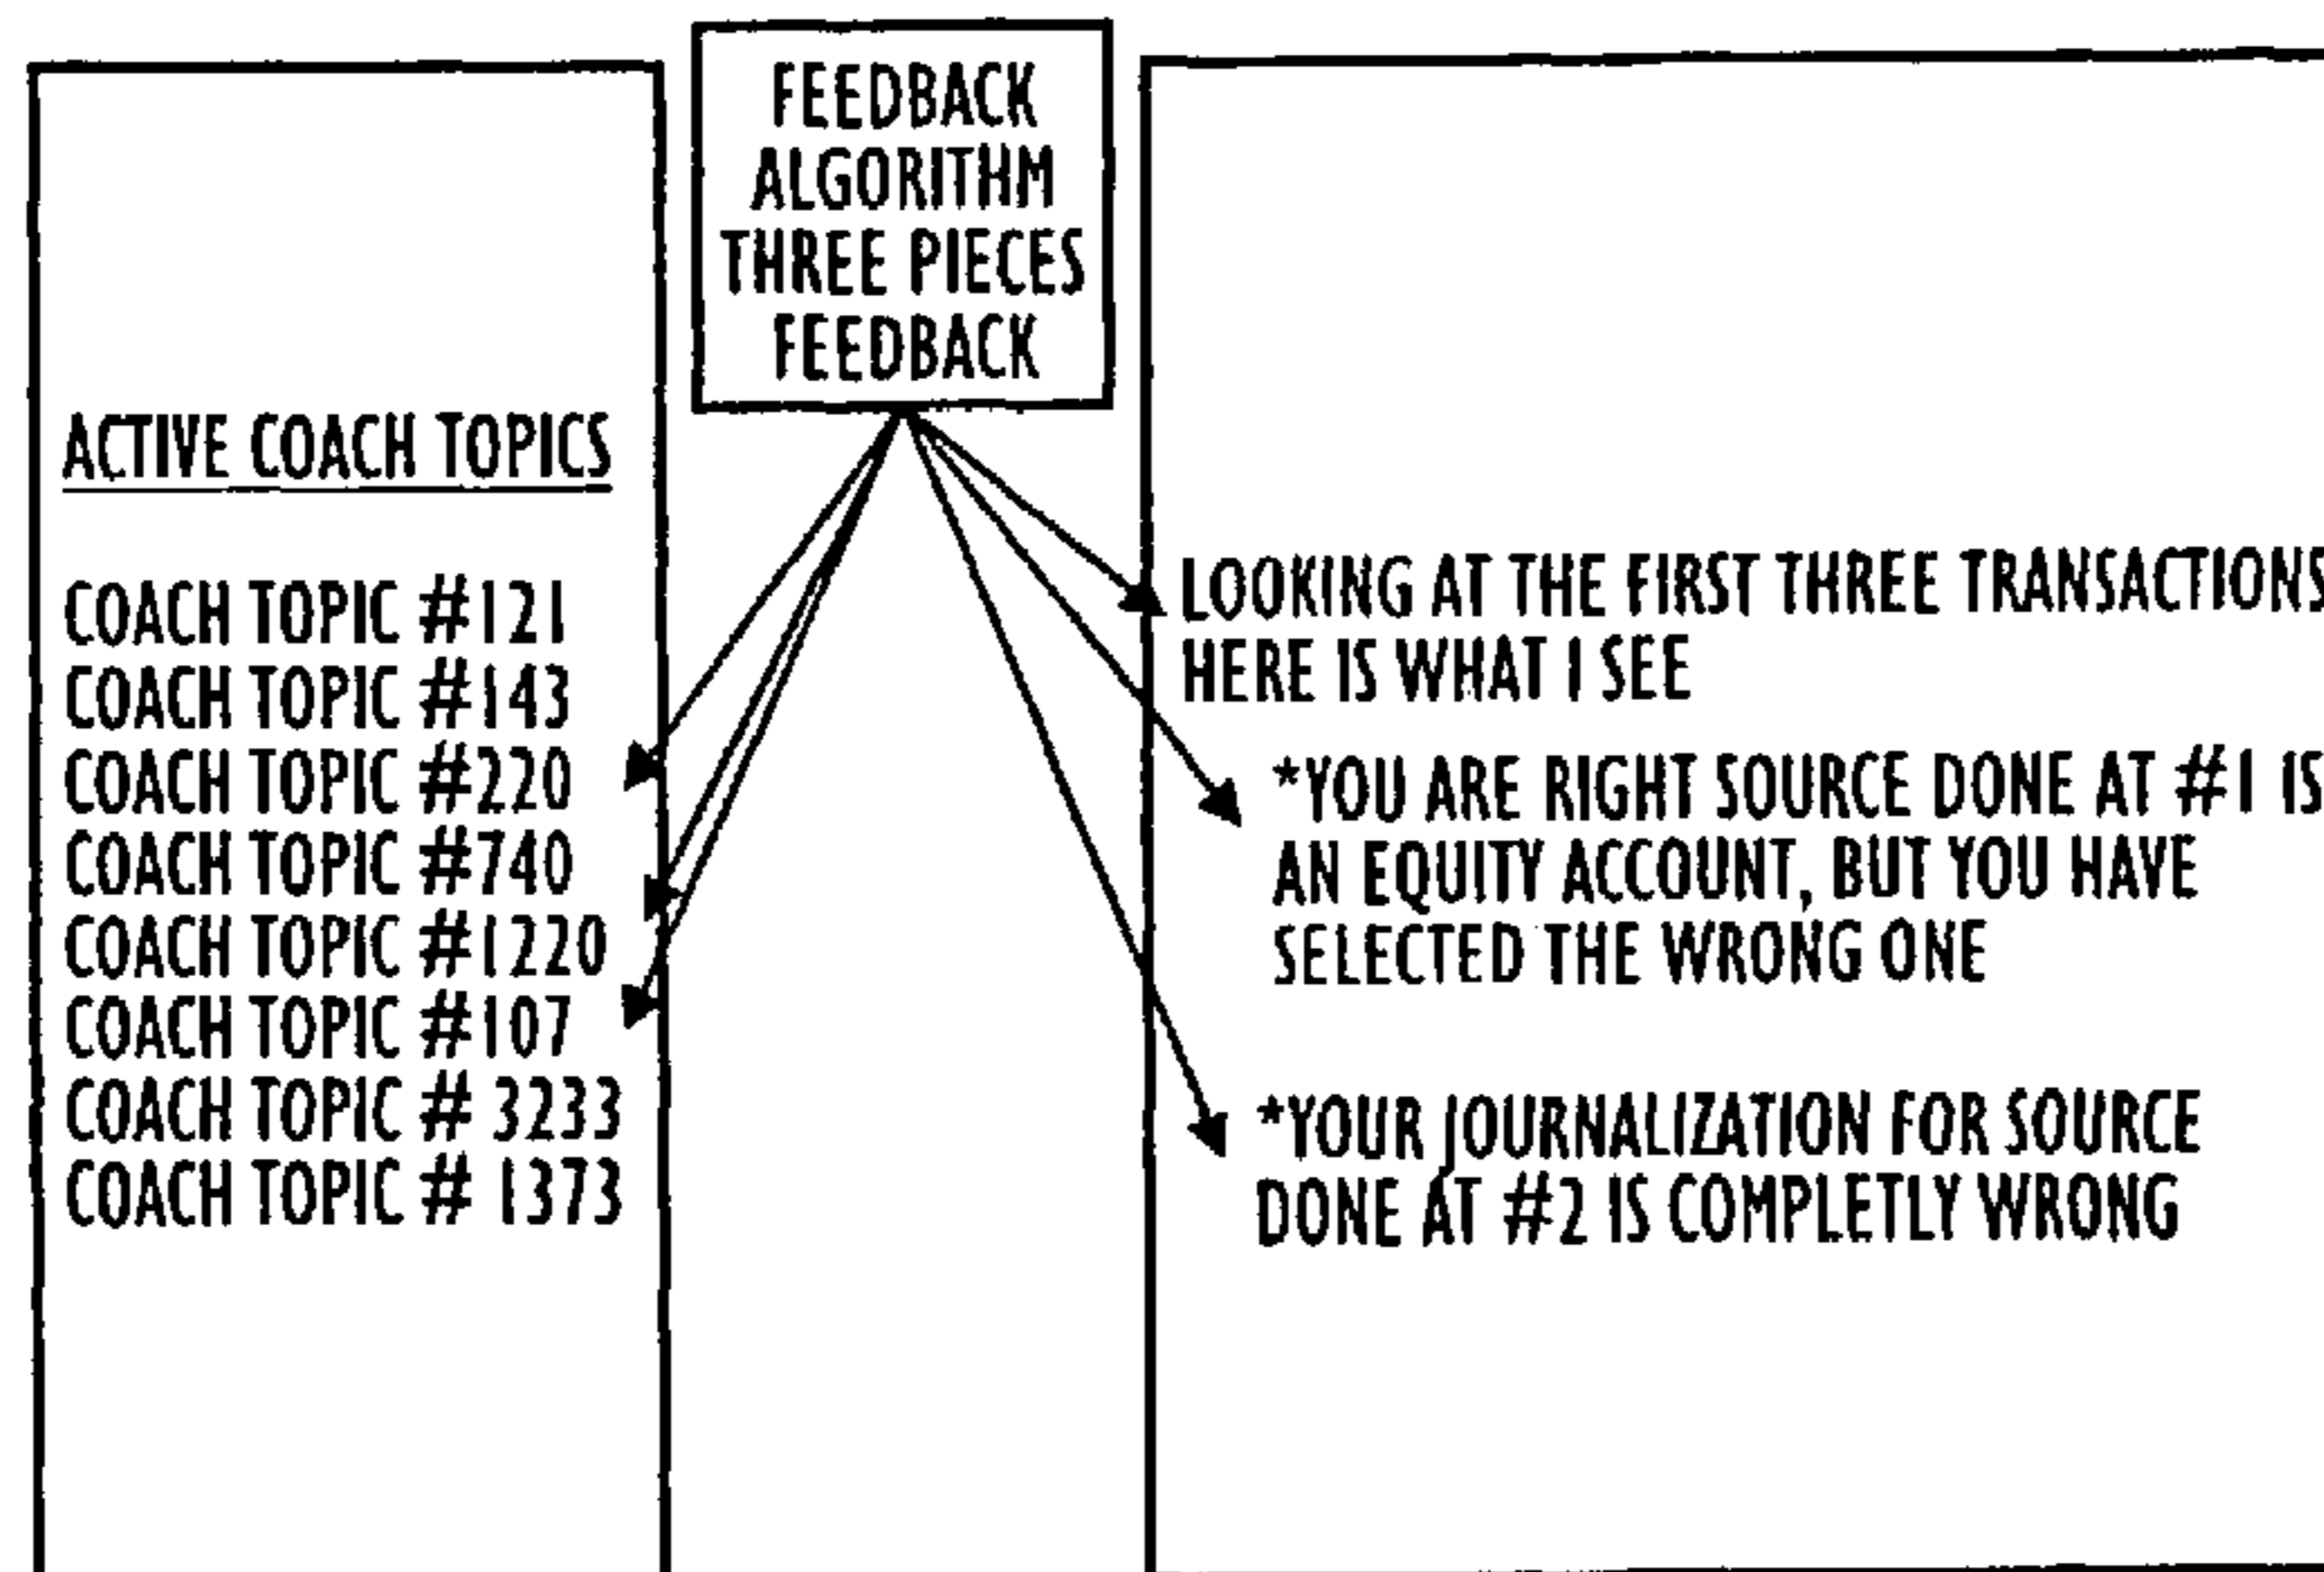 FEEDBACK
ALGORITHM
THREE PIECES
FEEDBACK
ACTIVE COACH TOPICS
COACH TOPIC #121
COACH TOPIC #143
COACH TOPIC #220
COACH TOPIC #740
COACH TOPIC #1220
COACH TOPIC #107
COACH TOPIC # 3233
COACH TOPIC # 1373
LOOKING AT THE FIRST THREE TRANSACTIONS
HERE IS WHAT I SEE
*YOU ARE RIGHT SOURCE DONE AT #1 IS
AN EQUITY ACCOUNT, BUT YOU HAVE
SELECTED THE WRONG ONE
*YOUR JOURNALIZATION FOR SOURCE
DONE AT #2 IS COMPLETLY WRONG